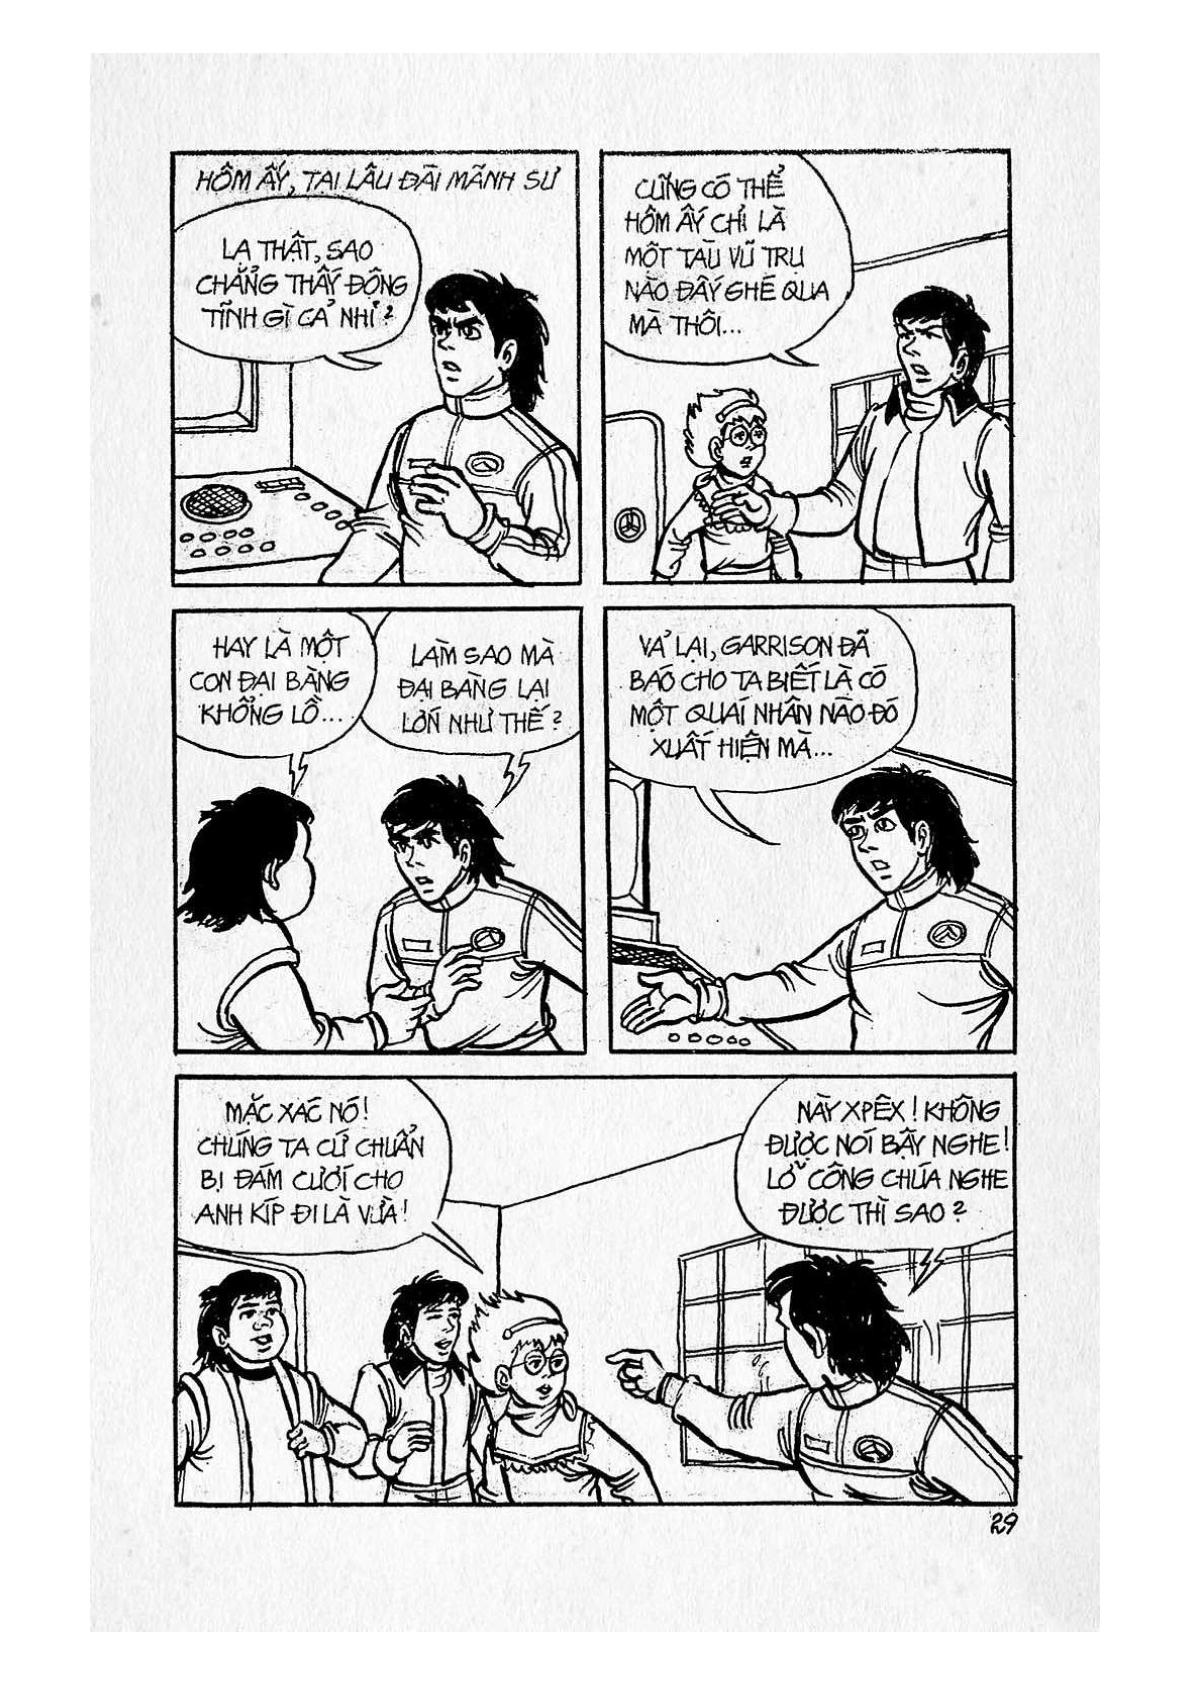 HÔM ẤY, TẠI LÂU ĐÀI MÃNH SƯ
LẠ THẬT, SAO
CHẲNG THẤY ĐỘNG
TĨNH GÌ CẢ NHỈ ?
CŨNG CÓ THỂ
HÔM ẤY CHỈ LÀ
MỘT TÀU VŨ TRỤ
NÀO ĐẤY GHÉ QUA
MÀ THÔI...
HAY LÀ MỘT
CON ĐẠI BÀNG
KHỔNG LỒ...
LÀM SAO MÀ
ĐẠI BÀNG LẠI
LỚN NHƯ THẾ ?
VẢ LẠI, GARRISON ĐÃ
BÁO CHO TA BIẾT LÀ CÓ
MỘT QUÁI NHÂN NÀO ĐÓ
XUẤT HIỆN MÀ...
MẶC XÁC NÓ!
CHÚNG TA CỨ CHUẨN
BỊ ĐÁM CƯỚI CHO
ANH KÍP ĐI LÀ VỪA!
NÀY XPÊX! KHÔNG
ĐƯỢC NÓI BẬY NGHE!
LỠ CÔNG CHÚA NGHE
ĐƯỢC THÌ SAO ?
29